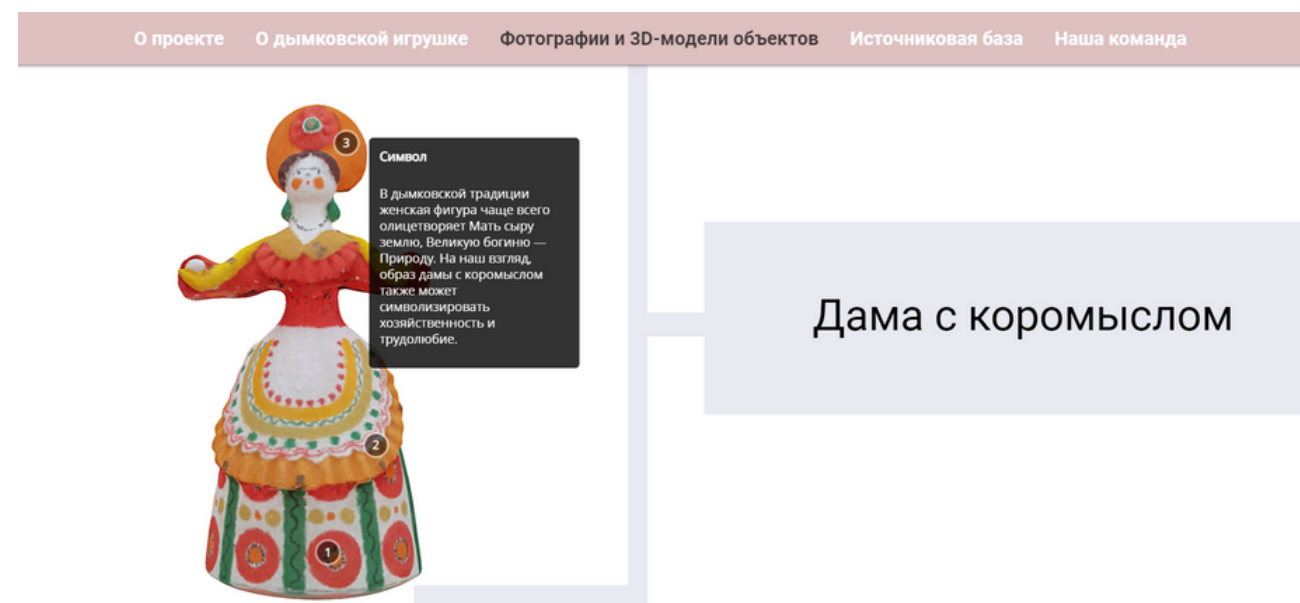 О проекте О дымковской игрушке Фотографии и 3D-модели объектов Источниковая база Наша команда
3
Символ
В дымковской традиции
женская фигура чаще всего
олицетворяет Мать сыру
землю, Великую богиню —
Природу. На наш взгляд,
образ дамы с коромыслом
также может
символизировать
хозяйственность и
трудолюбие.
2
1
Дама с коромыслом